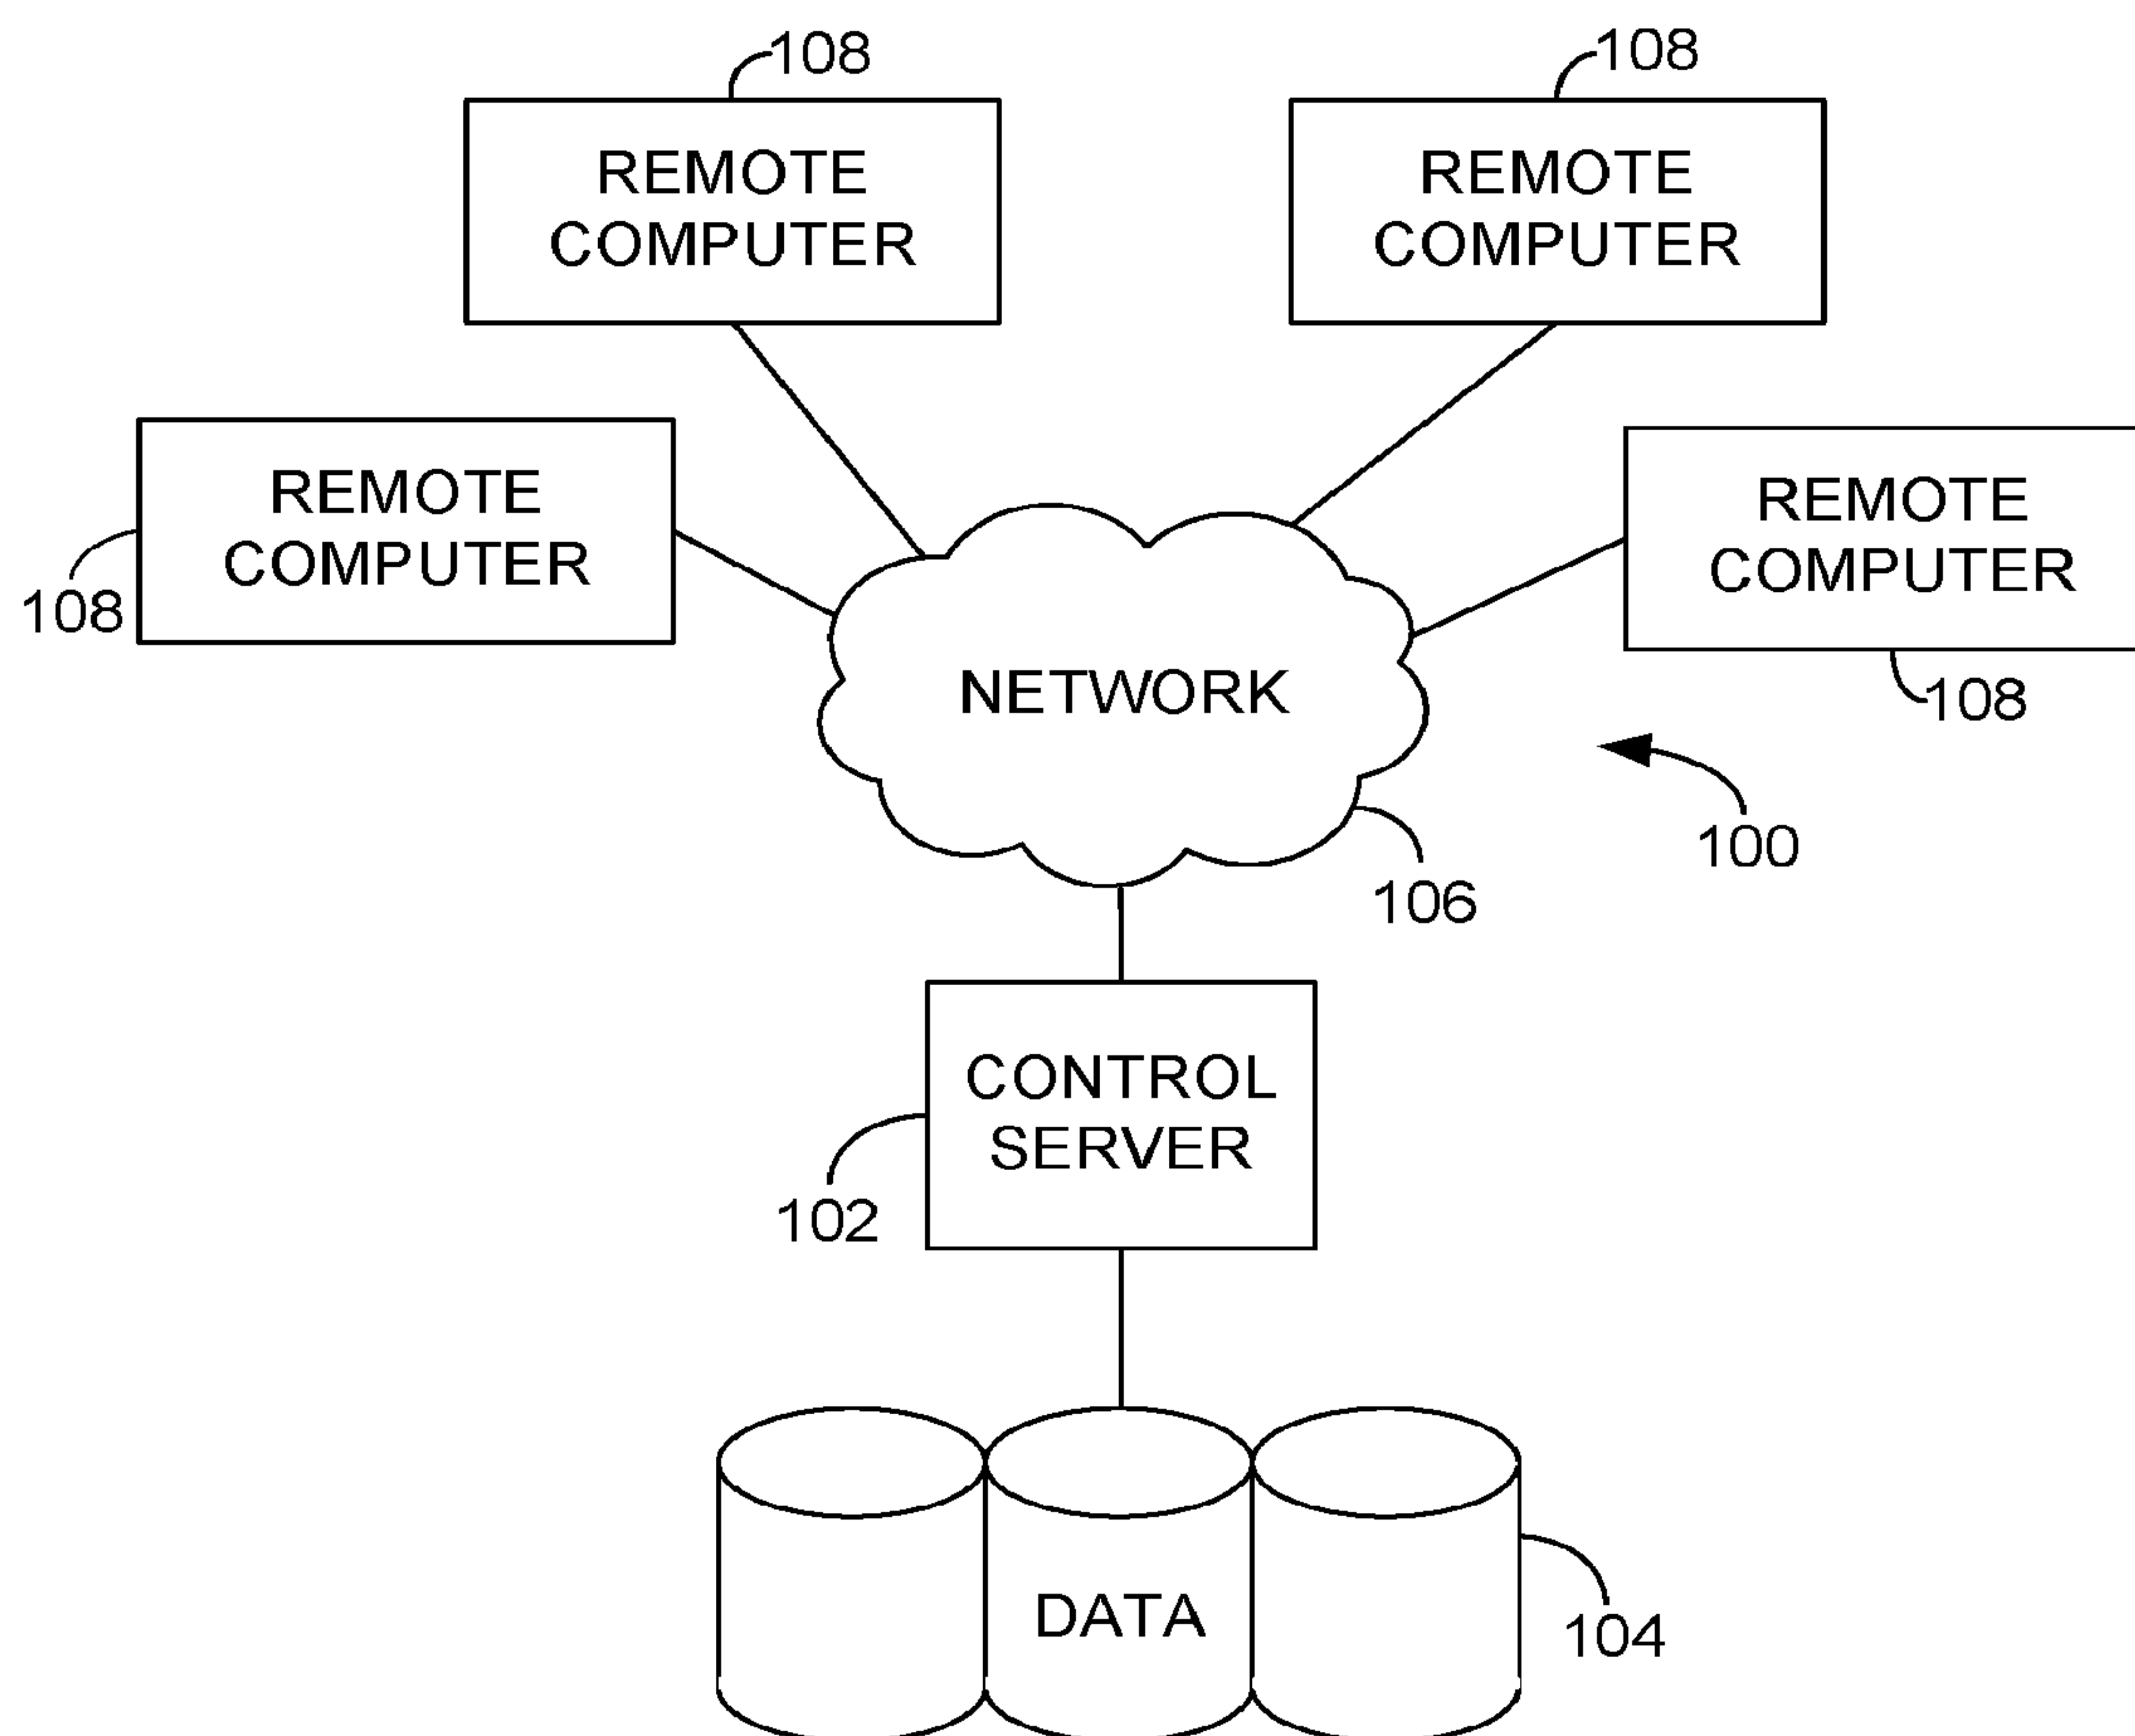 108
108
REMOTE
COMPUTER
REMOTE
COMPUTER
REMOTE
COMPUTER
108
REMOTE
COMPUTER
108
NETWORK
100
106
CONTROL
SERVER
102
DATA
104